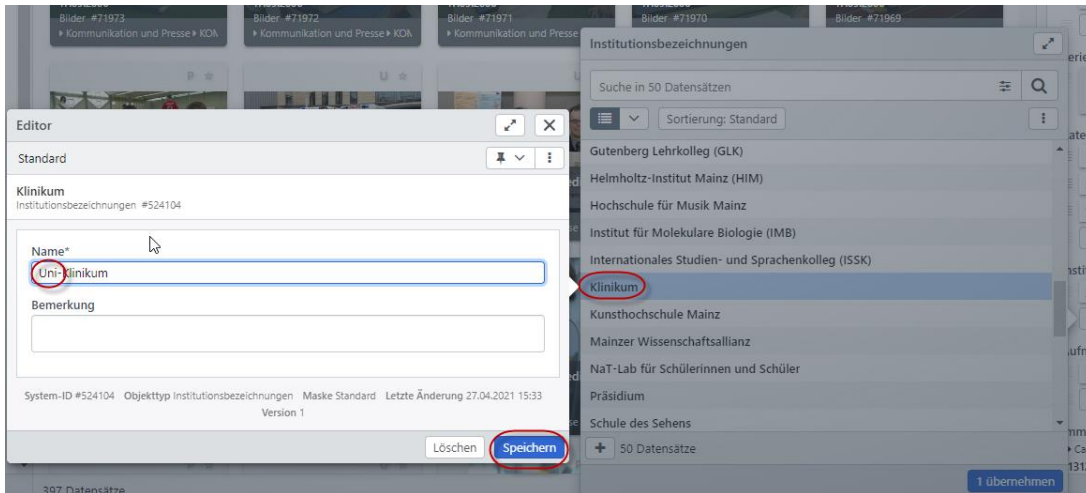 Bilder #71973
Bilder #71972
Bilder #71971
Bilder #71970
Bilder #71969
▸ Kommunikation und Presse ▸
▸ Kommunikation und Presse ▸
▸ Kommunikation und Presse
Institutionsbezeichnungen
Suche in 50 Datensätzen
Sortierung: Standard
Gutenberg Lehrkolleg (GLK)
Helmholtz-Institut Mainz (HIM)
Hochschule für Musik Mainz
Institut für Molekulare Biologie (IMB)
Internationales Studien- und Sprachenkolleg (ISSK)
Klinikum
Kunsthochschule Mainz
Mainzer Wissenschaftsallianz
NaT-Lab für Schülerinnen und Schüler
Präsidium
Schule des Sehens
50 Datensätze
1 übernehmen
Editor
Standard
Klinikum
Institutionsbezeichnungen #524104
Name*
Uni-Klinikum
Bemerkung
System-ID #524104 Objekttyp Institutionsbezeichnungen Maske Standard Letzte Änderung 27.04.2021 15:33
Version 1
Löschen
Speichern
397 Datensätze